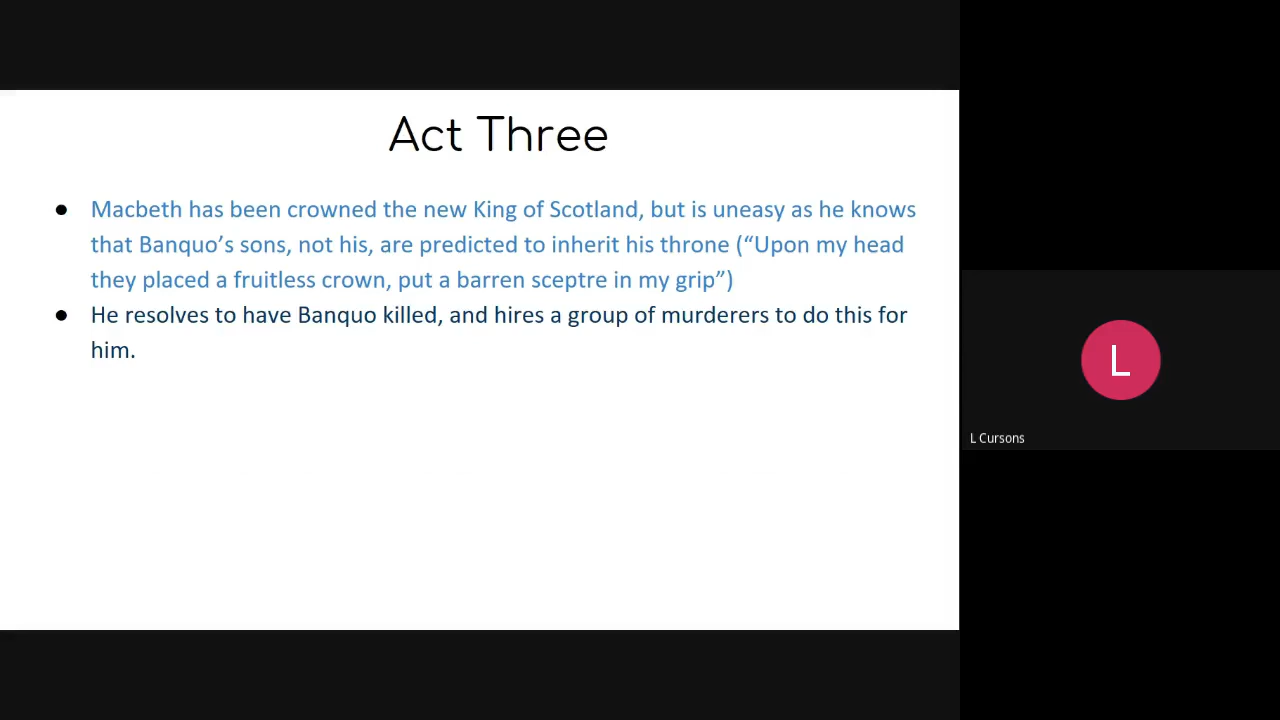 Act Three
● Macbeth has been crowned the new King of Scotland, but is uneasy as he knows
that Banquo’s sons, not his, are predicted to inherit his throne (“Upon my head
they placed a fruitless crown, put a barren sceptre in my grip”)
● He resolves to have Banquo killed, and hires a group of murderers to do this for
him.
L
L Cursons